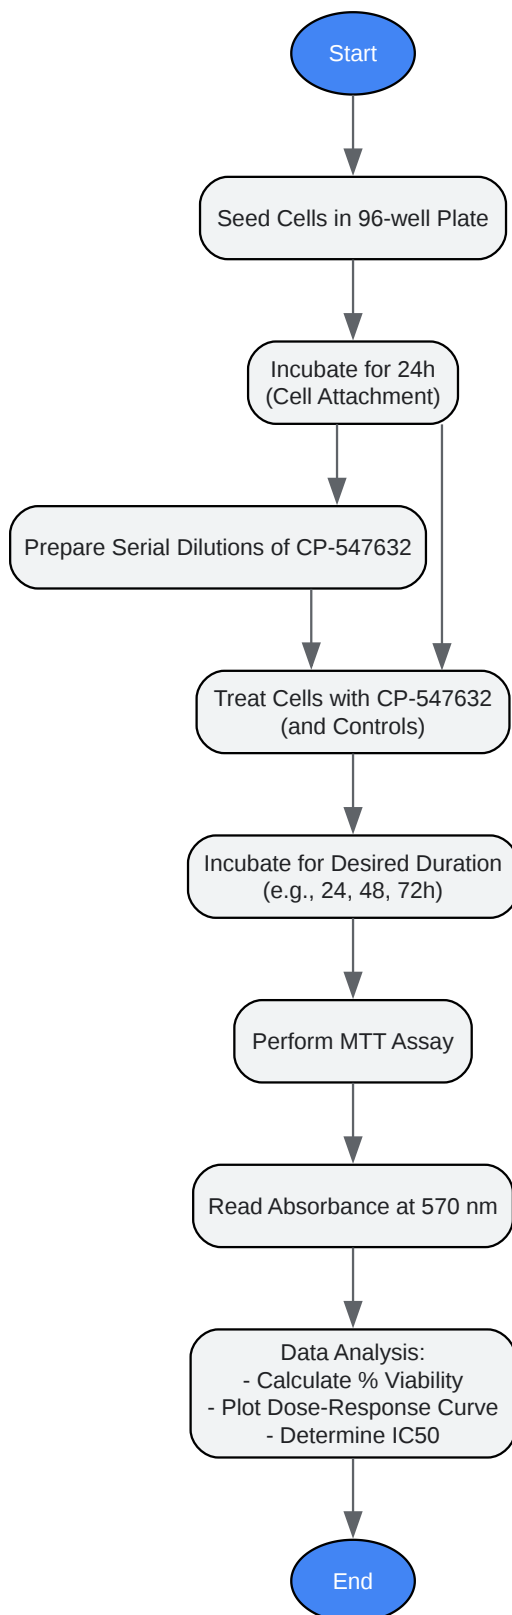 Start
Seed Cells in 96-well Plate
Incubate for 24h
(Cell Attachment)
Prepare Serial Dilutions of CP-547632
Treat Cells with CP-547632
(and Controls)
Incubate for Desired Duration
(e.g., 24, 48, 72h)
Perform MTT Assay
Read Absorbance at 570 nm
Data Analysis:
- Calculate % Viability
- Plot Dose-Response Curve
- Determine IC50
End